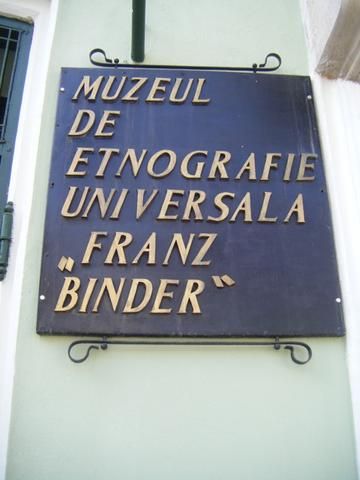 MUZEUL
DE
ETNOGRAFIE
UNIVERSALA
FRANZ
„BINDER"